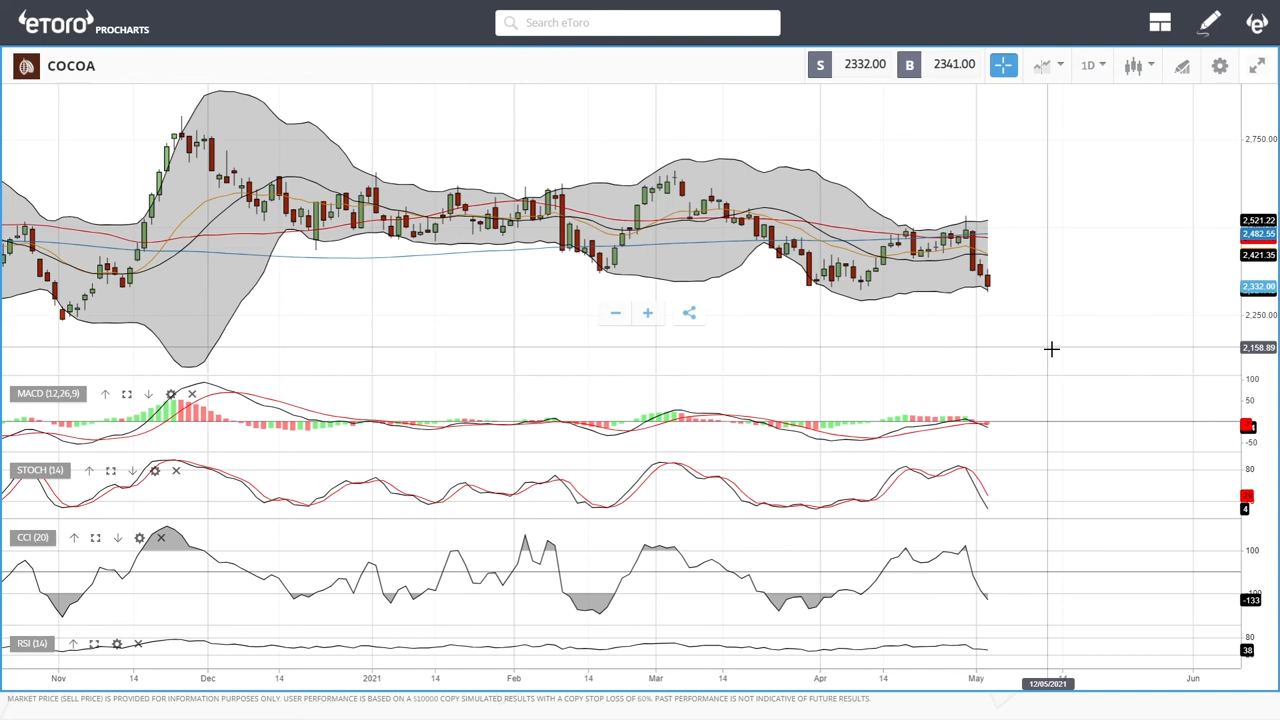 eToro PROCHARTS
Search eToro
COCOA
S 2332.00 B 2341.00
1D
2,750.00
2,521.22
2,482.55
2,421.35
2,332.00
2,250.00
2,158.89
MACD (12,26,9)
100
50
-50
STOCH (14)
80
4
CCI (20)
100
-133
RSI (14)
80
38
Nov 14 Dec 14 2021 14 Feb 14 Mar 14 Apr 14 May 12/05/2021 Jun
MARKET PRICE (SELL PRICE) IS PROVIDED FOR INFORMATION PURPOSES ONLY. USER PERFORMANCE IS BASED ON A $10000 COPY SIMULATED RESULTS WITH A COPY STOP LOSS OF 60%. PAST PERFORMANCE IS NOT INDICATIVE OF FUTURE RESULTS.